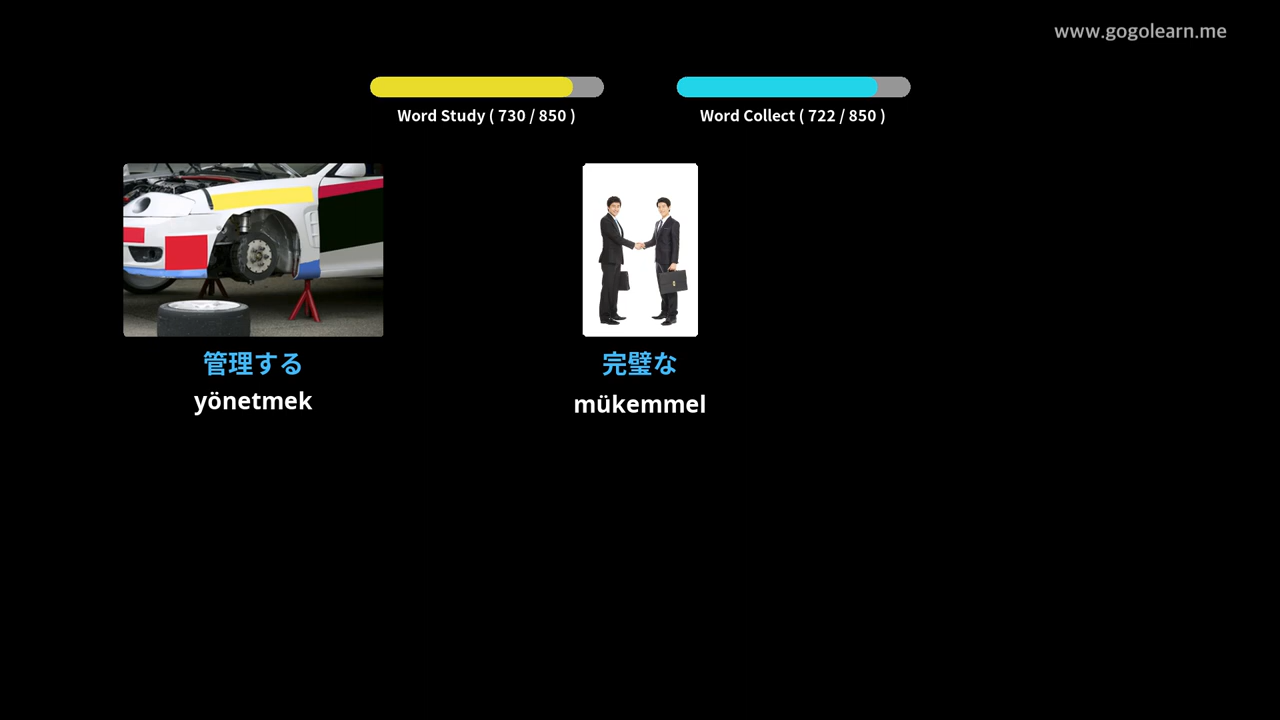 www.gogolearn.me
Word Study ( 730 / 850 )
Word Collect ( 722 / 850 )
管理する
yönetmek
完璧な
mükemmel